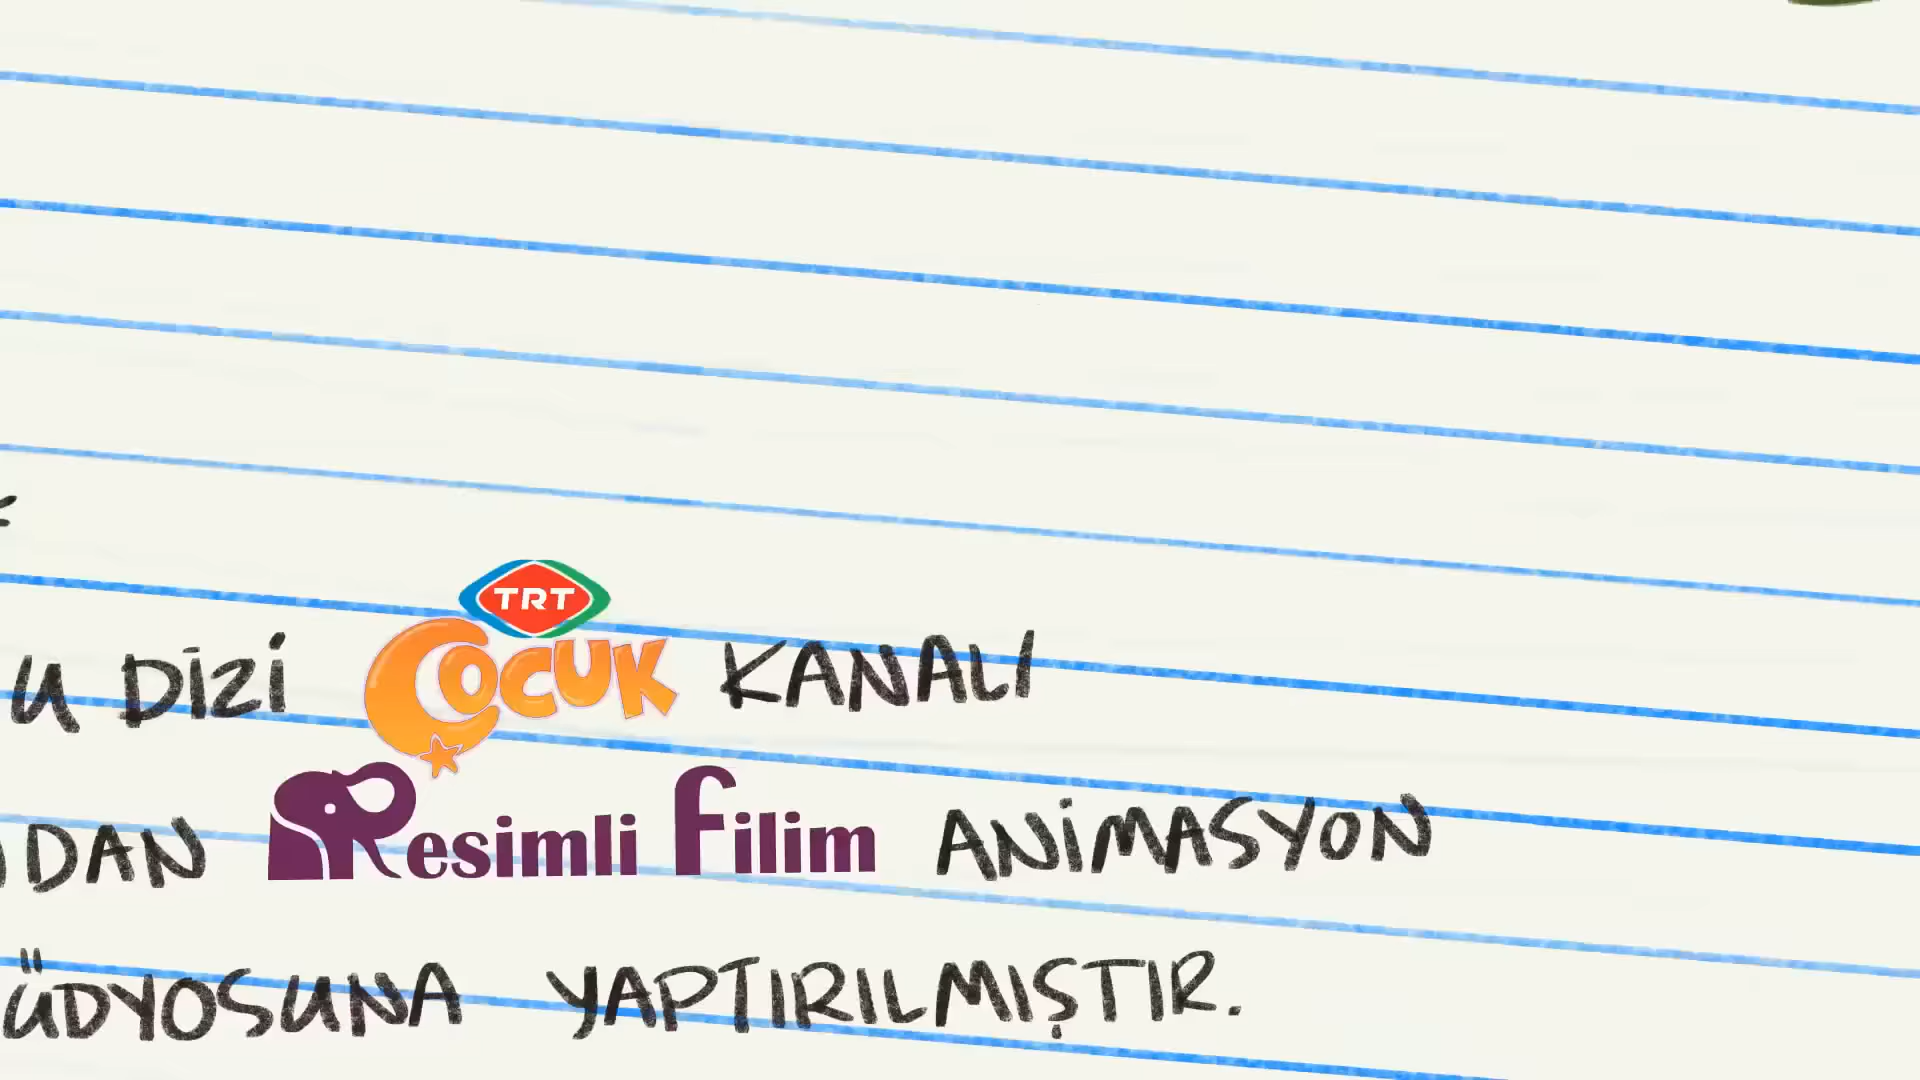 U DİZİ TRT ÇOCUK KANALI
DAN Resimli Filim ANİMASYON
ÜDYOSUNA YAPTIRILMIŞTIR.